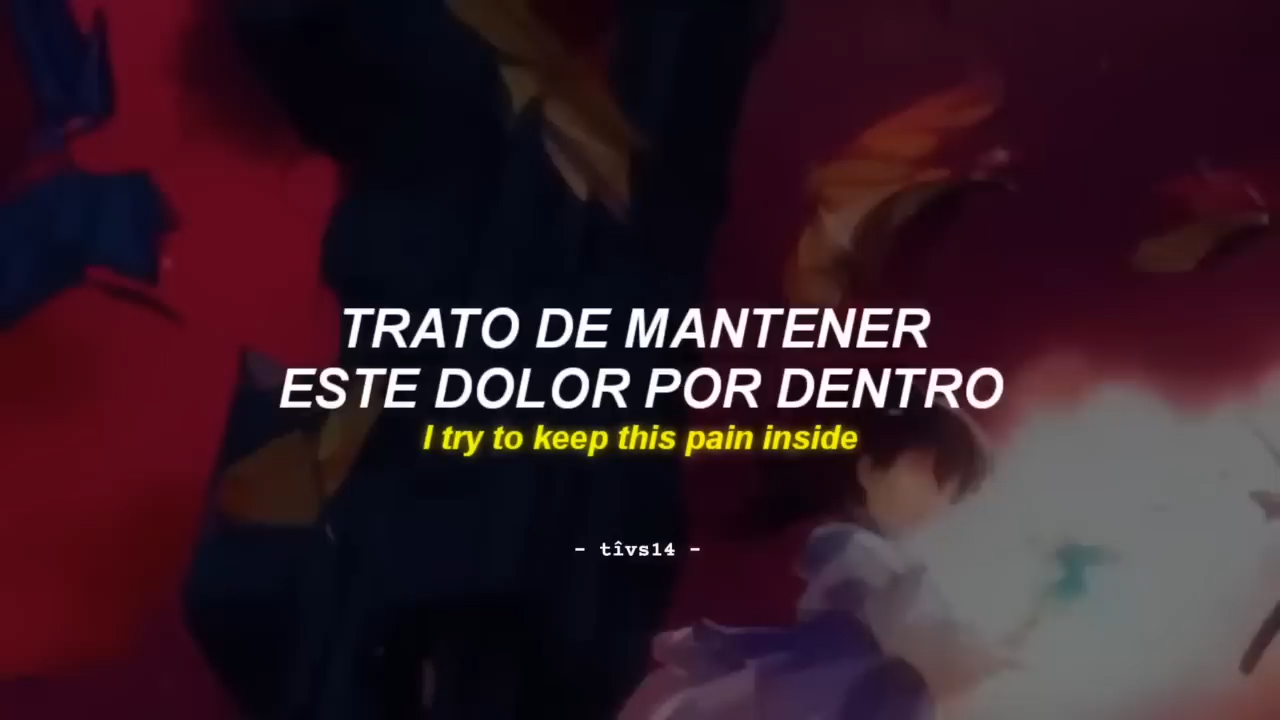 TRATO DE MANTENER
ESTE DOLOR POR DENTRO
I try to keep this pain inside
- tîvs14 -